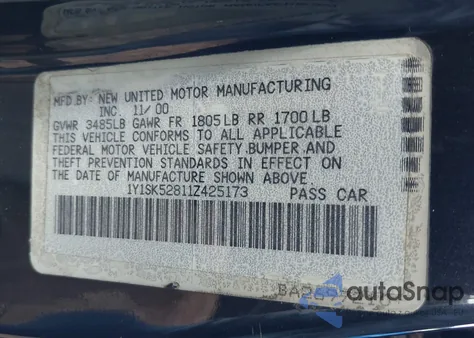 MFD.BY: NEW UNITED MOTOR MANUFACTURING
INC. 11/00
GVWR 3485LB GAWR FR 1805LB RR 1700LB
THIS VEHICLE CONFORMS TO ALL APPLICABLE
FEDERAL MOTOR VEHICLE SAFETY,BUMPER AND
THEFT PREVENTION STANDARDS IN EFFECT ON
THE DATE OF MANUFACTURE SHOWN ABOVE.
1Y1SK52811Z425173 PASS CAR
autoSnap
by carfast